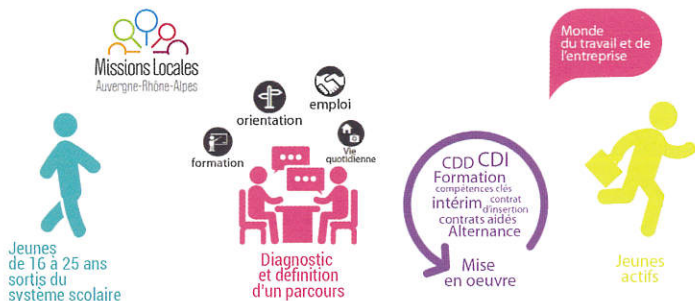 Missions Locales
Auvergne-Rhône-Alpes
Jeunes
de 16 à 25 ans
sortis du
système scolaire
formation
orientation
emploi
Vie
quotidienne
Diagnostic
et définition
d'un parcours
CDD CDI
Formation
compétences clés
intérim contrat
d'insertion
contrats aidés
Alternance
Mise
en oeuvre
Monde
du travail et de
l'entreprise
Jeunes
actifs